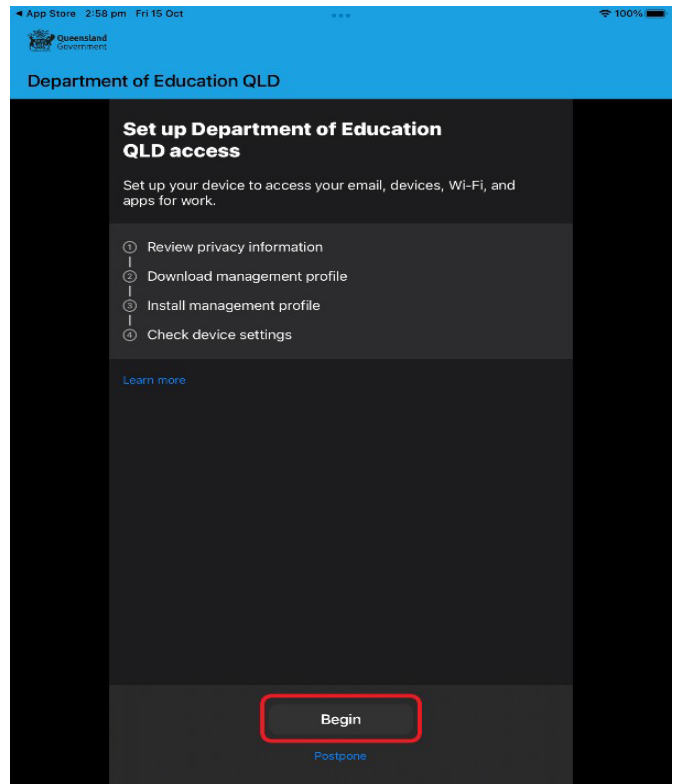 App Store 2:58 pm Fri 15 Oct 100%
Queensland
Government
Department of Education QLD
Set up Department of Education
QLD access
Set up your device to access your email, devices, Wi-Fi, and
apps for work.
1 Review privacy information
2 Download management profile
3 Install management profile
4 Check device settings
Learn more
Begin
Postpone